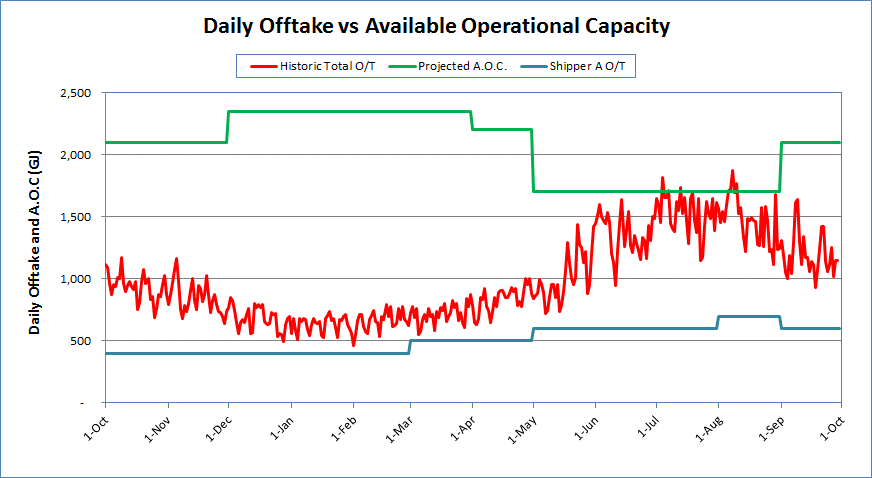 Daily Offtake vs Available Operational Capacity
Historic Total O/T Projected A.O.C. Shipper A O/T
Daily Offtake and A.O.C (GJ)
2,500
2,000
1,500
1,000
500
-
1-Oct 1-Nov 1-Dec 1-Jan 1-Feb 1-Mar 1-Apr 1-May 1-Jun 1-Jul 1-Aug 1-Sep 1-Oct